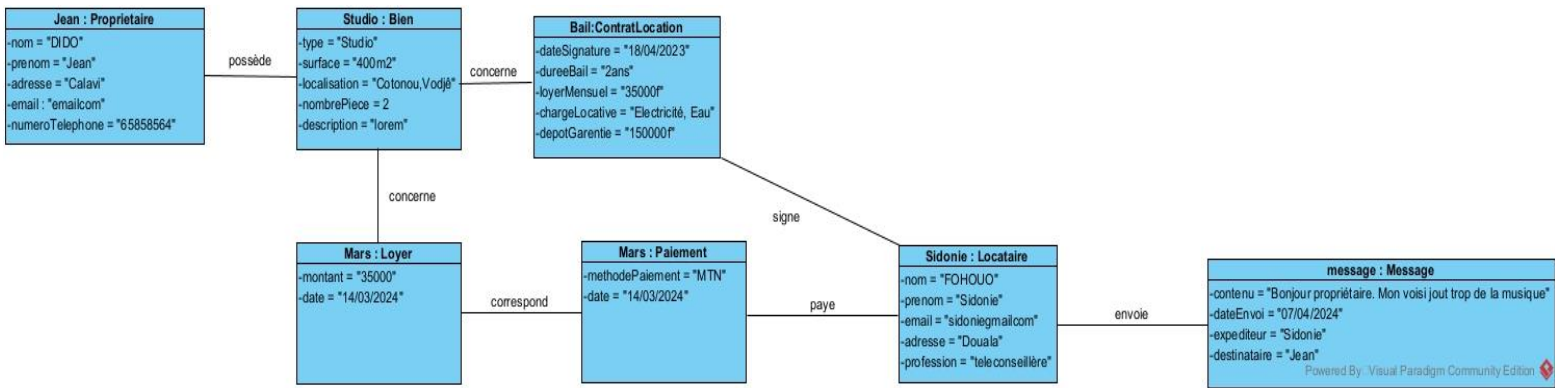 Jean : Proprietaire
-nom = "DIDO"
-prenom = "Jean"
-adresse = "Calavi"
-email : "emailcom"
-numeroTelephone = "65858564"
possède
Studio : Bien
-type = "Studio"
-surface = "400m2"
-localisation = "Cotonou,Vodjê"
-nombrePiece = 2
-description = "lorem"
concerne
Bail:ContratLocation
-dateSignature = "18/04/2023"
-dureeBail = "2ans"
-loyerMensuel = "35000f"
-chargeLocative = "Electricité, Eau"
-depotGarentie = "150000f"
concerne
signe
Mars : Loyer
-montant = "35000"
-date = "14/03/2024"
correspond
Mars : Paiement
-methodePaiement = "MTN"
-date = "14/03/2024"
paye
Sidonie : Locataire
-nom = "FOHOUO"
-prenom = "Sidonie"
-email = "sidoniegmailcom"
-adresse = "Douala"
-profession = "teleconseillère"
envoie
message : Message
-contenu = "Bonjour propriétaire. Mon voisi jout trop de la musique"
-dateEnvoi = "07/04/2024"
-expediteur = "Sidonie"
-destinataire = "Jean"
Powered By Visual Paradigm Community Edition